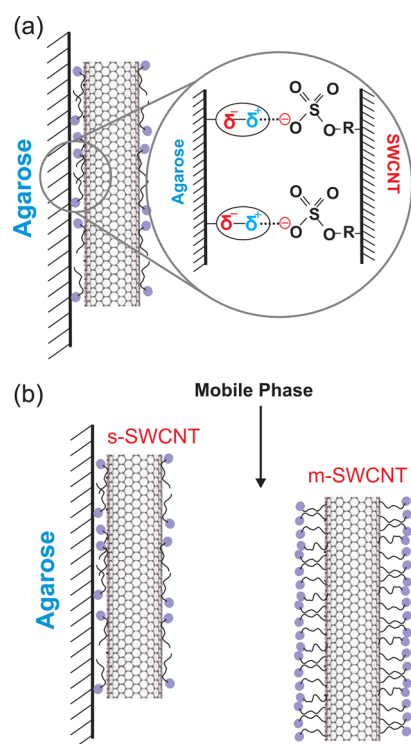 (a)
Agarose
Agarose
δ⁻ δ⁺ ⊖ O O O S O R
δ⁻ δ⁺ ⊖ O O O S O R
SWCNT
(b)
Mobile Phase
s-SWCNT
m-SWCNT
Agarose